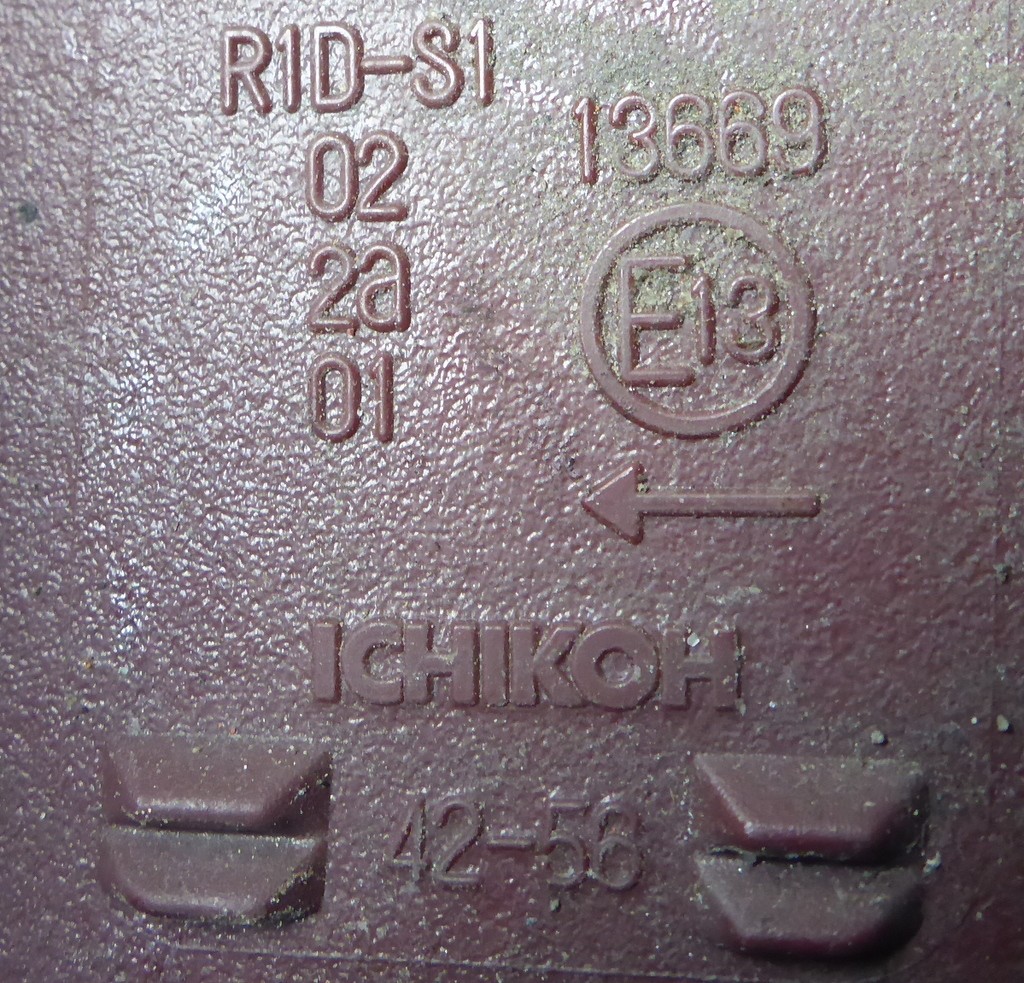 R1D-S1
13669
02
2a
E13
01
ICHIKOH
42-56